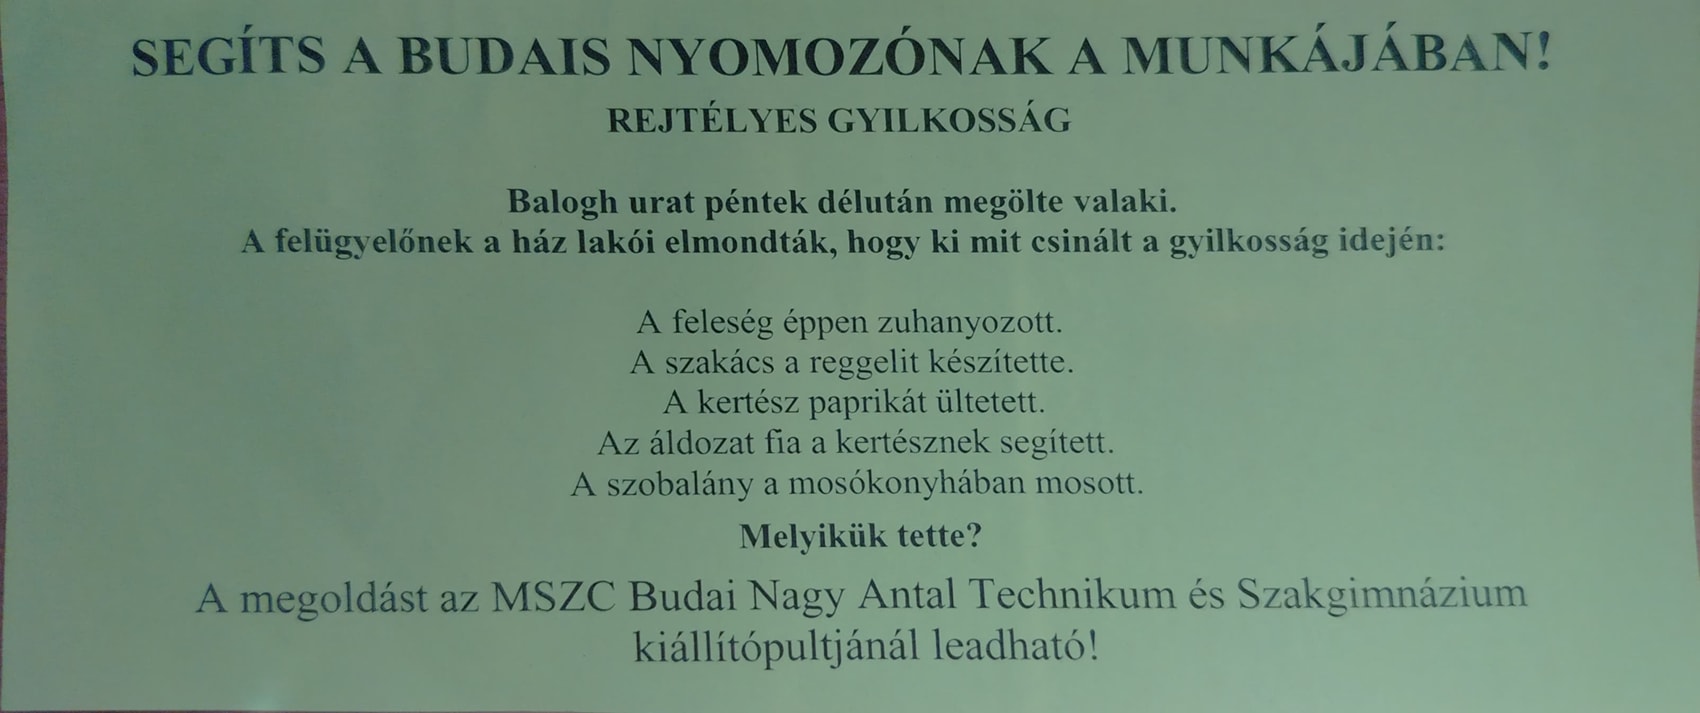 SEGÍTS A BUDAIS NYOMOZÓNAK A MUNKÁJÁBAN!
REJTÉLYES GYILKOSSÁG
Balogh urat péntek délután megölte valaki.
A felügyelőnek a ház lakói elmondták, hogy ki mit csinált a gyilkosság idején:
A feleség éppen zuhanyozott.
A szakács a reggelit készítette.
A kertész paprikát ültetett.
Az áldozat fia a kertésznek segített.
A szobalány a mosókonyhában mosott.
Melyikük tette?
A megoldást az MSZC Budai Nagy Antal Technikum és Szakgimnázium
kiállítópultjánál leadható!